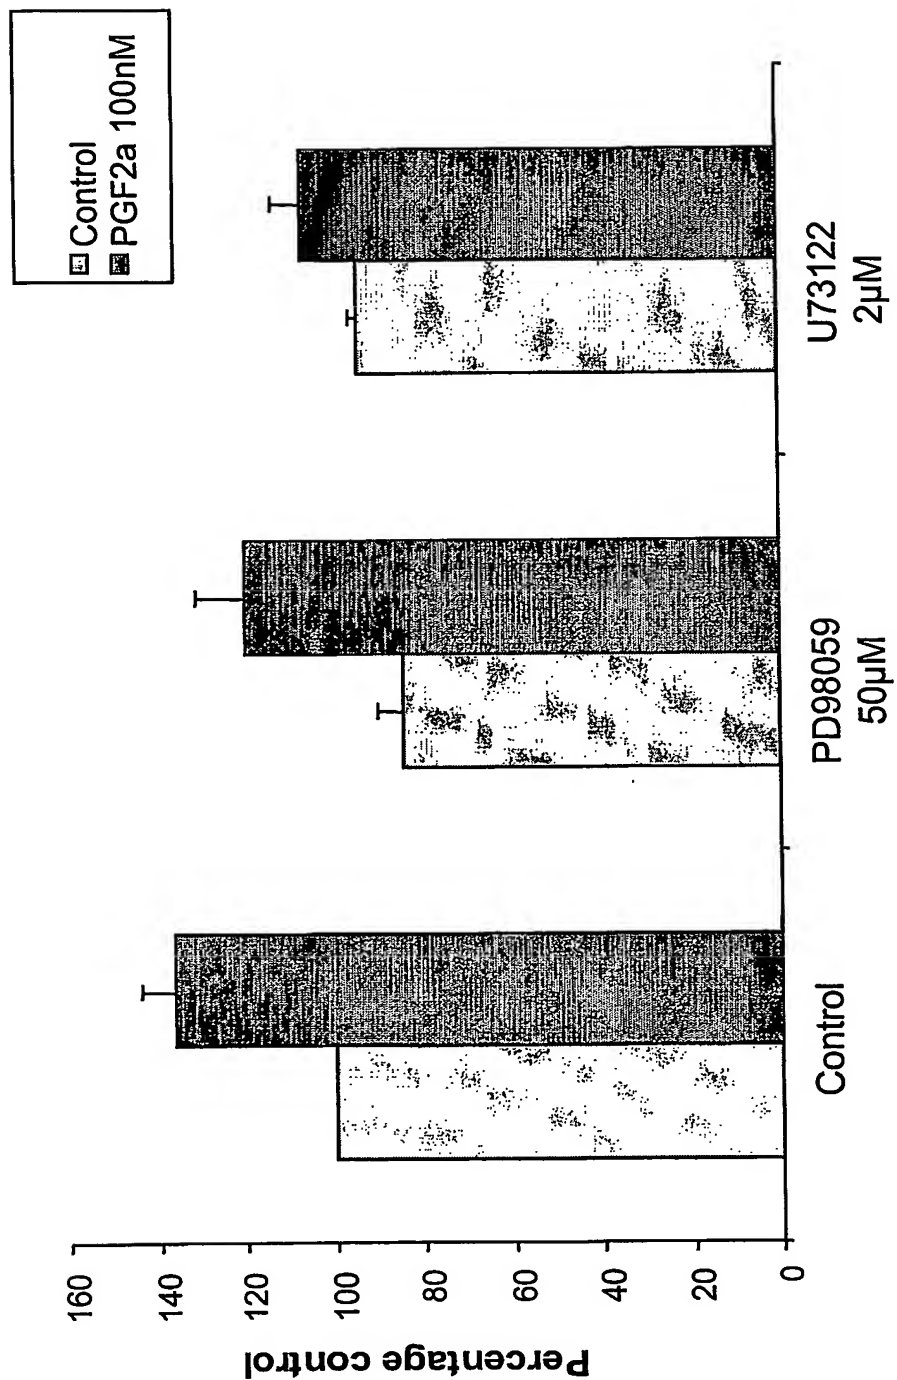 Control
PGF2a 100nM
Percentage control
160
140
120
100
80
60
40
20
0
Control
PD98059
50µM
U73122
2µM